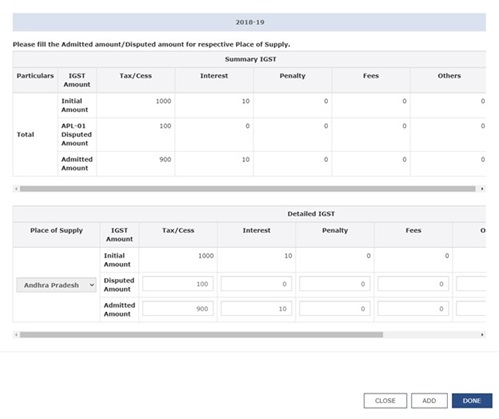 2018-19
Please fill the Admitted amount/Disputed amount for respective Place of Supply.
Summary IGST
Particulars IGST Amount Tax/Cess Interest Penalty Fees Others
Total
Initial Amount 1000 10 0 0 0
APL-01 Disputed Amount 100 0 0 0 0
Admitted Amount 900 10 0 0 0
Detailed IGST
Place of Supply IGST Amount Tax/Cess Interest Penalty Fees O
Andhra Pradesh
Initial Amount 1000 10 0 0
Disputed Amount 100 0 0 0
Admitted Amount 900 10 0 0
CLOSE ADD DONE